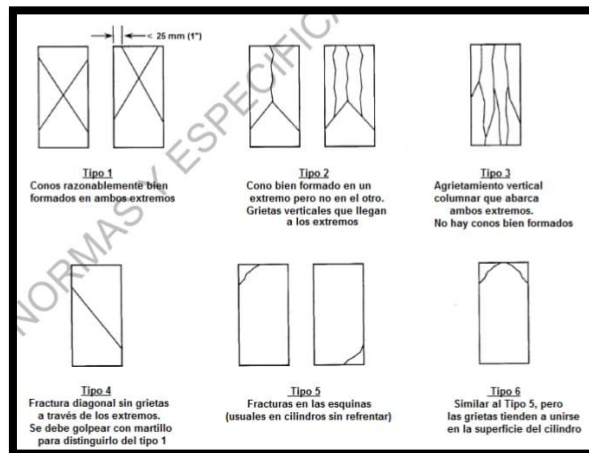 < 25 mm (1")
Tipo 1
Conos razonablemente bien
formados en ambos extremos
Tipo 2
Cono bien formado en un
extremo pero no en el otro.
Grietas verticales que llegan
a los extremos
Tipo 3
Agrietamiento vertical
columnar que abarca
ambos extremos.
No hay conos bien formados
Tipo 4
Fractura diagonal sin grietas
a través de los extremos.
Se debe golpear con martillo
para distinguirlo del tipo 1
Tipo 5
Fracturas en las esquinas
(usuales en cilindros sin refrentar)
Tipo 6
Similar al Tipo 5, pero
las grietas tienden a unirse
en la superficie del cilindro
NORMAS Y ESPECIFICA